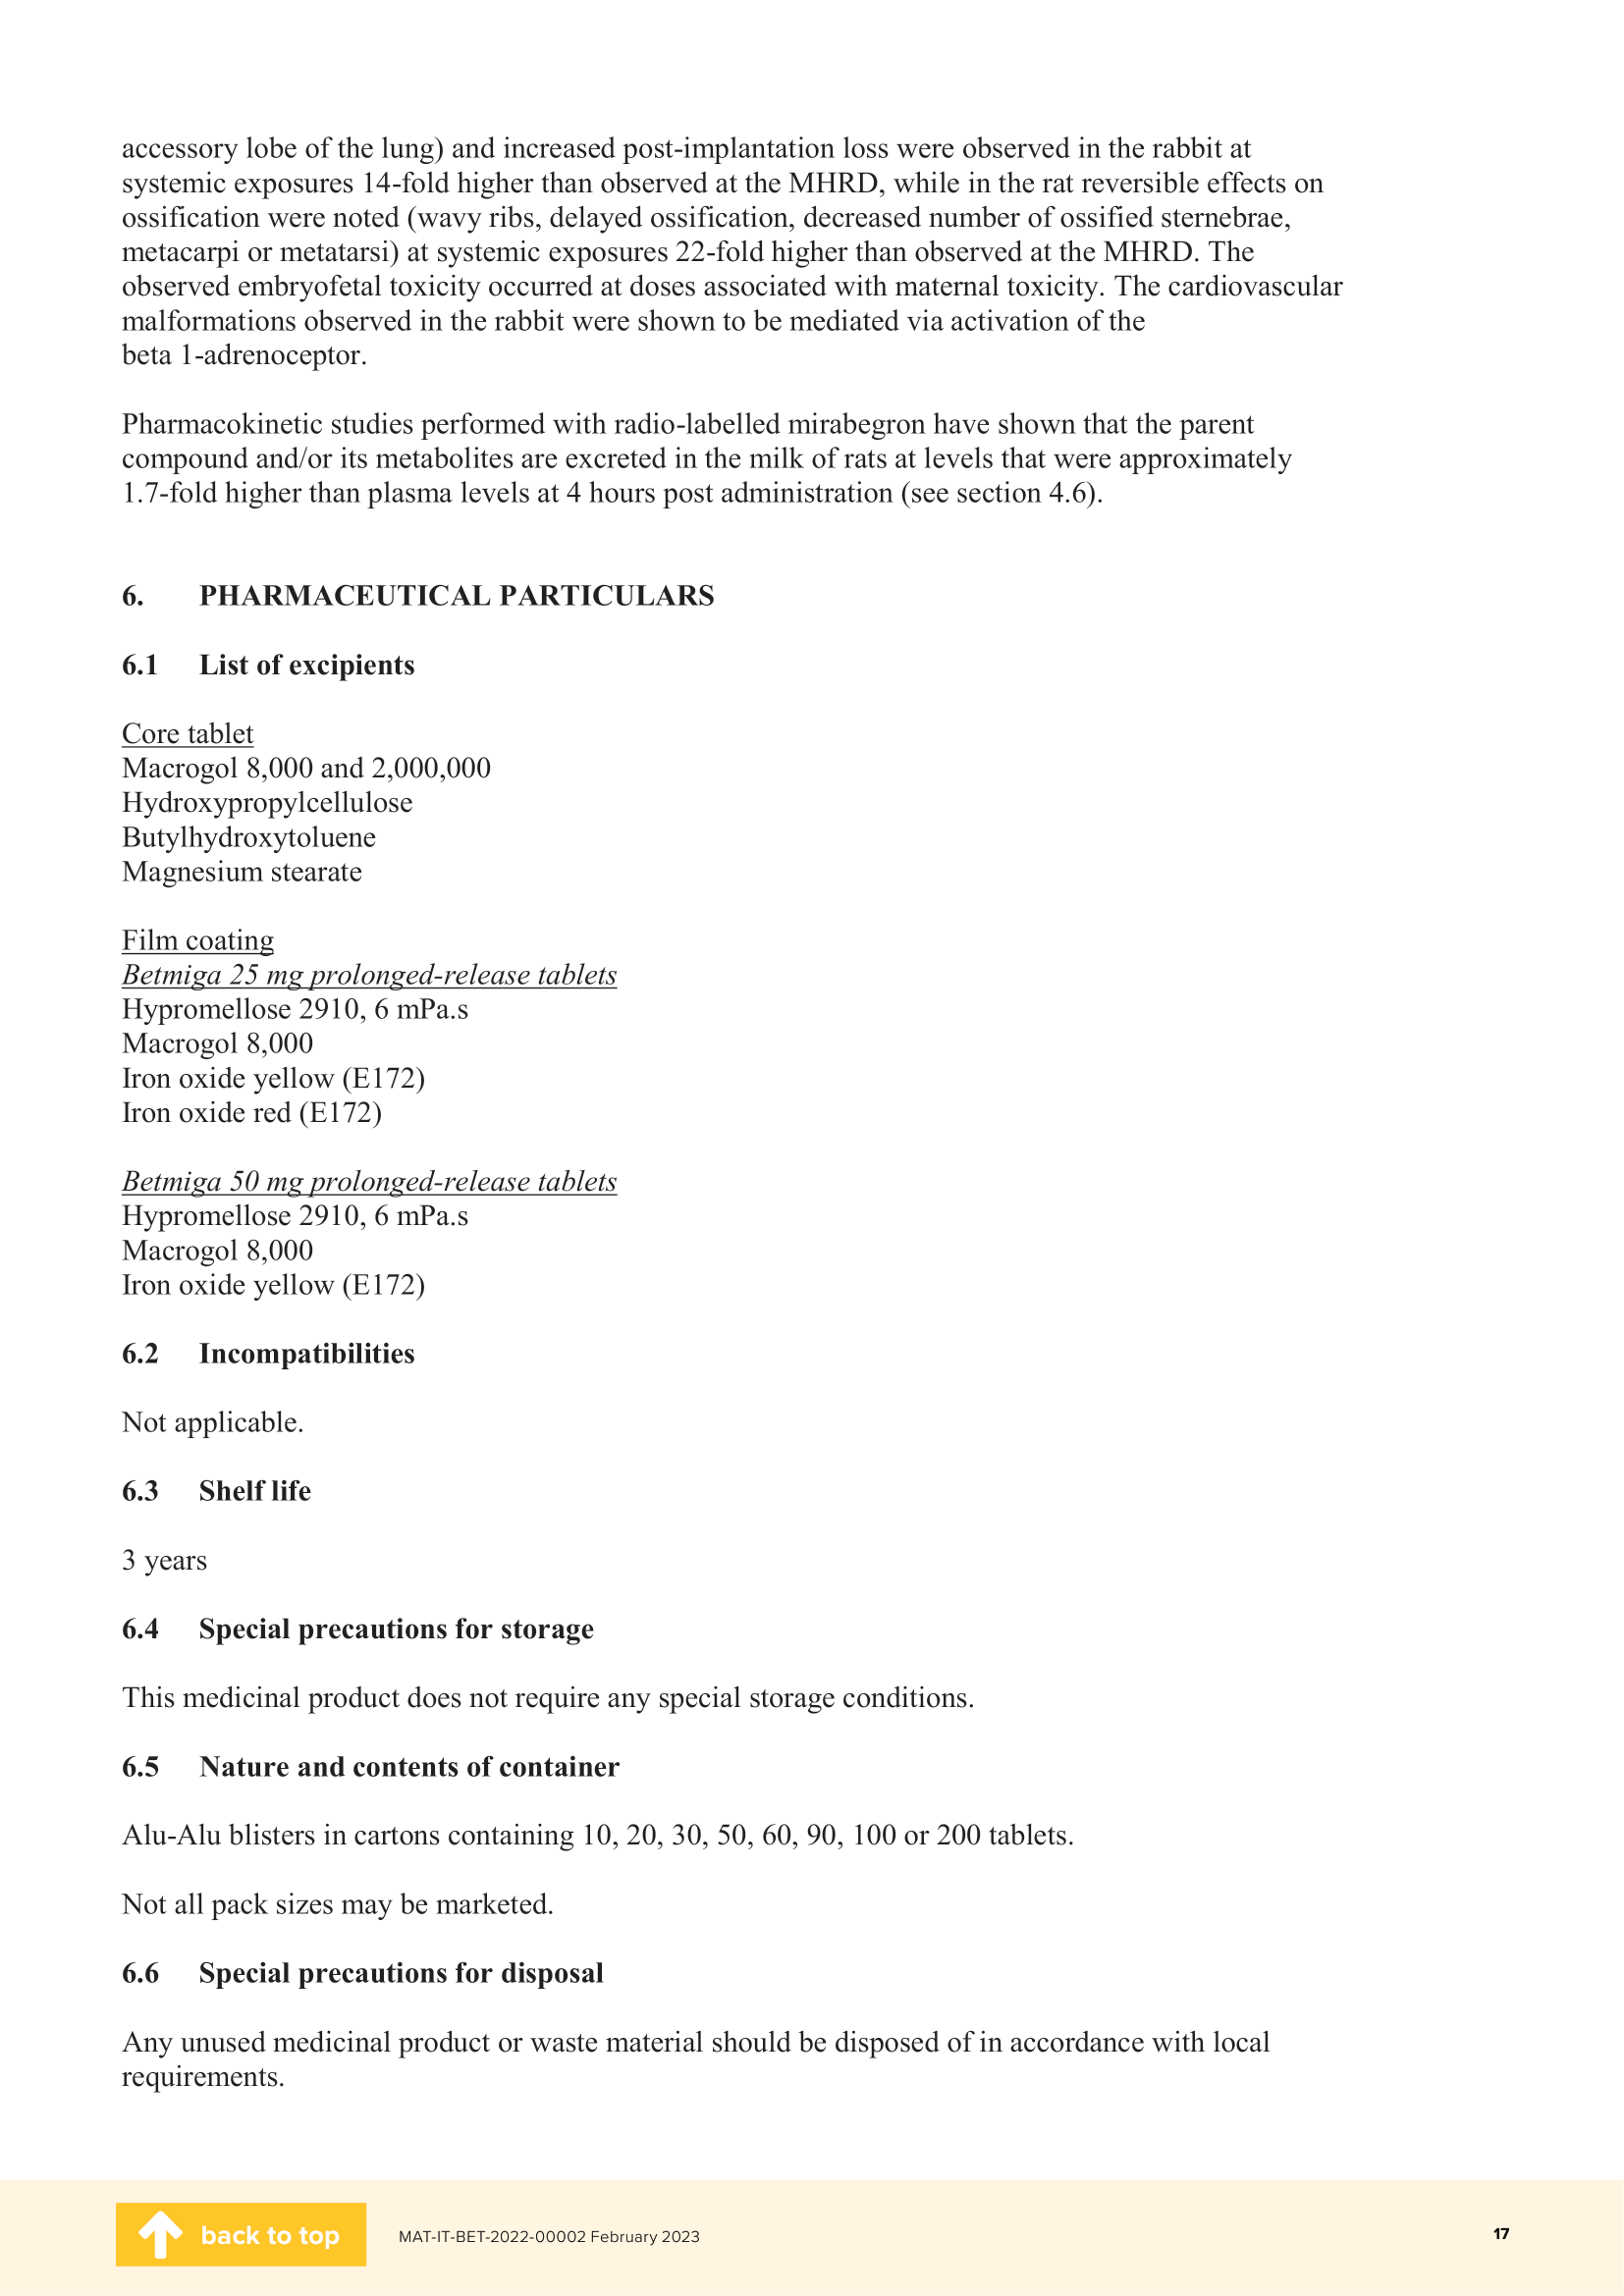 accessory lobe of the lung) and increased post-implantation loss were observed in the rabbit at
systemic exposures 14-fold higher than observed at the MHRD, while in the rat reversible effects on
ossification were noted (wavy ribs, delayed ossification, decreased number of ossified sternebrae,
metacarpi or metatarsi) at systemic exposures 22-fold higher than observed at the MHRD. The
observed embryofetal toxicity occurred at doses associated with maternal toxicity. The cardiovascular
malformations observed in the rabbit were shown to be mediated via activation of the
beta 1-adrenoceptor.
Pharmacokinetic studies performed with radio-labelled mirabegron have shown that the parent
compound and/or its metabolites are excreted in the milk of rats at levels that were approximately
1.7-fold higher than plasma levels at 4 hours post administration (see section 4.6).
6. PHARMACEUTICAL PARTICULARS
6.1 List of excipients
Core tablet
Macrogol 8,000 and 2,000,000
Hydroxypropylcellulose
Butylhydroxytoluene
Magnesium stearate
Film coating
Betmiga 25 mg prolonged-release tablets
Hypromellose 2910, 6 mPa.s
Macrogol 8,000
Iron oxide yellow (E172)
Iron oxide red (E172)
Betmiga 50 mg prolonged-release tablets
Hypromellose 2910, 6 mPa.s
Macrogol 8,000
Iron oxide yellow (E172)
6.2 Incompatibilities
Not applicable.
6.3 Shelf life
3 years
6.4 Special precautions for storage
This medicinal product does not require any special storage conditions.
6.5 Nature and contents of container
Alu-Alu blisters in cartons containing 10, 20, 30, 50, 60, 90, 100 or 200 tablets.
Not all pack sizes may be marketed.
6.6 Special precautions for disposal
Any unused medicinal product or waste material should be disposed of in accordance with local
requirements.
back to top
MAT-IT-BET-2022-00002 February 2023
17